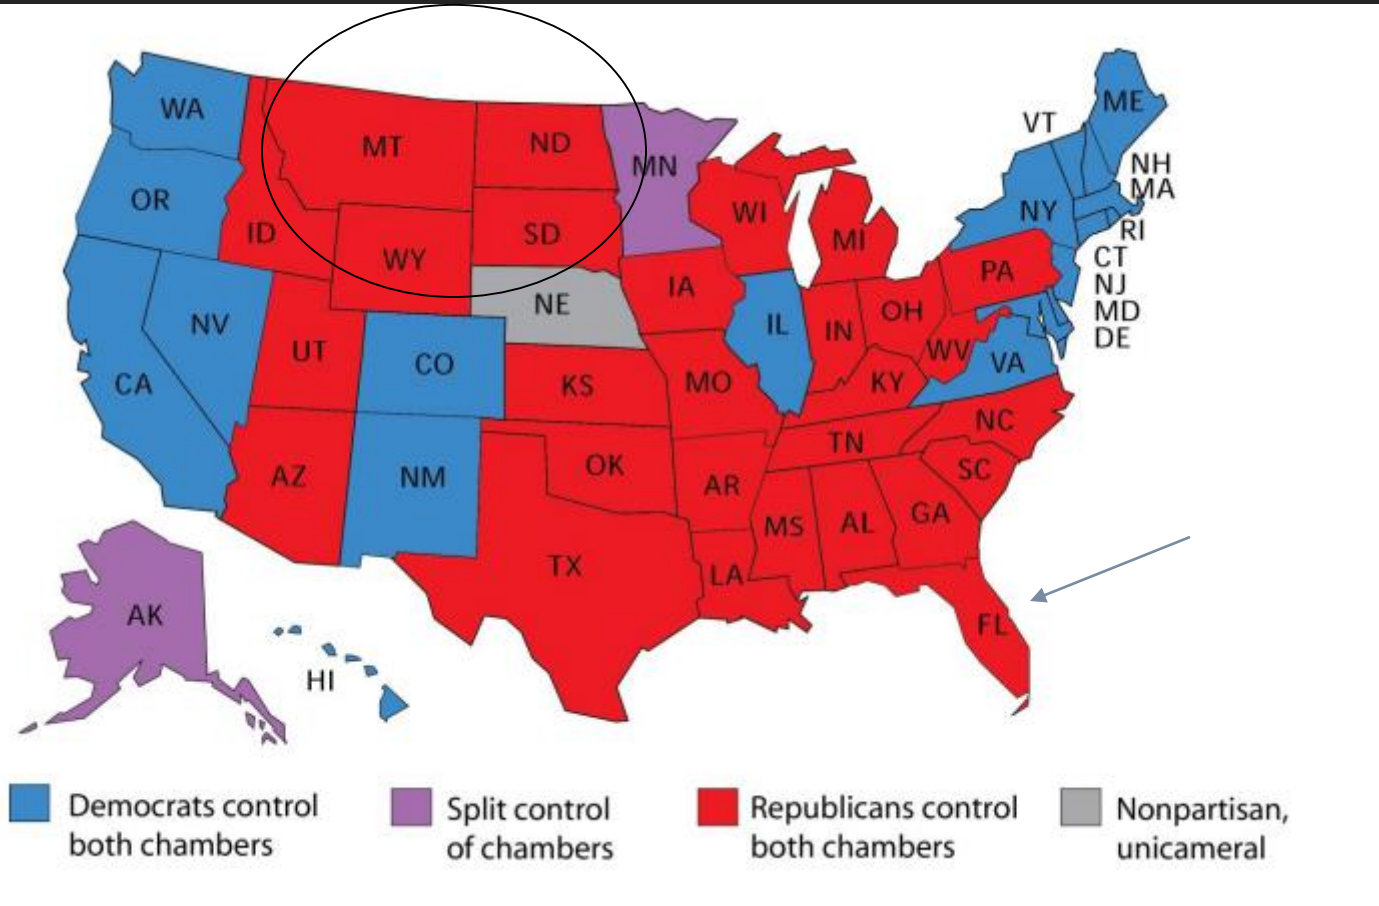 ME
VT
WA
NH
MA
MT
ND
MN
OR
NY
WI
RI
ID
SD
MI
WY
CT
PA
NJ
IA
NE
MD
OH
NV
IL
IN
DE
UT
WV
VA
CO
CA
KS
MO
KY
NC
TN
AZ
NM
OK
SC
AR
GA
MS
AL
TX
LA
AK
FL
HI
Democrats control
both chambers
Split control
of chambers
Republicans control
both chambers
Nonpartisan,
unicameral